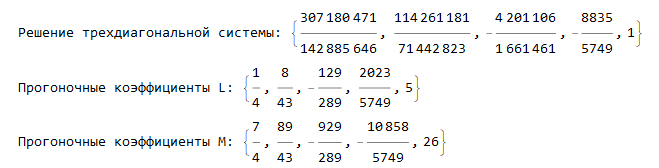 Решение трехдиагональной системы: {307 180 471/142 885 646, 114 261 181/71 442 823, -4 201 106/1 661 461, -8835/5749, 1}
Прогоночные коэффициенты L: {1/4, 8/43, -129/289, 2023/5749, 5}
Прогоночные коэффициенты M: {7/4, 89/43, -929/289, -10 858/5749, 26}